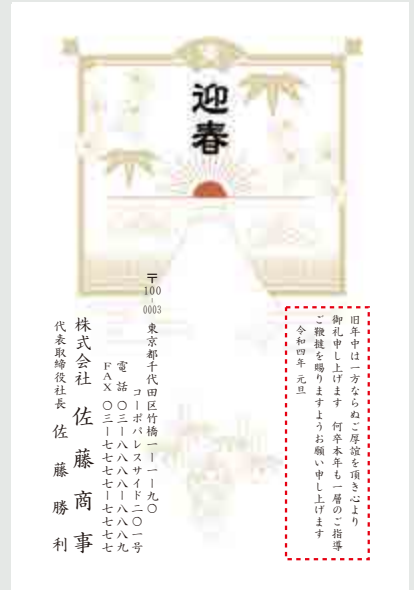 迎春
旧年中は一方ならぬご厚誼を頂き心より
御礼申し上げます 何卒本年も一層のご指導
ご鞭撻を賜りますようお願い申し上げます
令和四年 元旦
〒100-0003 東京都千代田区竹橋一ー一ー九〇
コーポパレスサイド二〇一号
電話 〇三ー八八八八ー八八八九
FAX 〇三ー七七七七ー七七七七
株式会社 佐藤商事
代表取締役社長 佐藤勝利